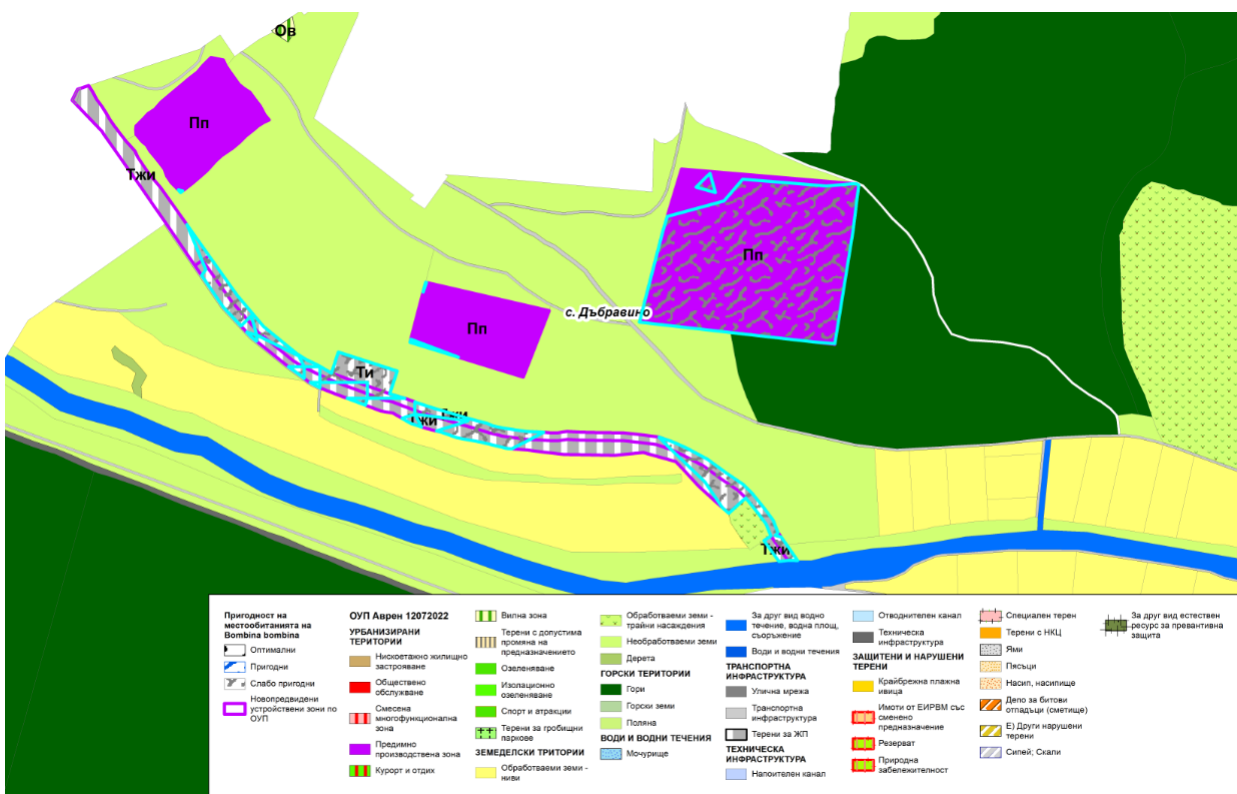 Ов
Пп
Тжи
Пп
с. Дъбравино
Пп
Ти
Тжи
Тжи
Тжи
Пригодност на
местообитанията на
Bombina bombina
Оптимални
Пригодни
Слабо пригодни
Новопредвидени
устройствени зони по
ОУП
ОУП Аврен 12072022
УРБАНИЗИРАНИ
ТЕРИТОРИИ
Нискоетажно жилищно
застрояване
Обществено
обслужване
Смесена
многофункционална
зона
Предимно
производствена зона
Курорт и отдих
Вилна зона
Терени с допустима
промяна на
предназначението
Озеленяване
Изолационно
озеленяване
Спорт и атракции
Терени за гробищни
паркове
ЗЕМЕДЕЛСКИ ТРИТОРИИ
Обработваеми земи -
ниви
Обработваеми земи -
трайни насаждения
Необработваеми земи
Дерета
ГОРСКИ ТЕРИТОРИИ
Гори
Горски земи
Поляна
ВОДИ И ВОДНИ ТЕЧЕНИЯ
Мочурище
За друг вид водно
течение, водна площ,
съоръжение
Води и водни течения
ТРАНСПОРТНА
ИНФРАСТРУКТУРА
Улична мрежа
Транспортна
инфраструктура
Терени за ЖП
ТЕХНИЧЕСКА
ИНФРАСТРУКТУРА
Напоителен канал
Отводнителен канал
Техническа
инфраструктура
ЗАЩИТЕНИ И НАРУШЕНИ
ТЕРЕНИ
Крайбрежна плажна
ивица
Имоти от ЕИРВМ със
сменено
предназначение
Резерват
Природна
забележителност
Специален терен
Терени с НКЦ
Ями
Пясъци
Насип, насипище
Депо за битови
отпадъци (сметище)
Е) Други нарушени
терени
Сипей; Скали
За друг вид естествен
ресурс за превантивна
защита